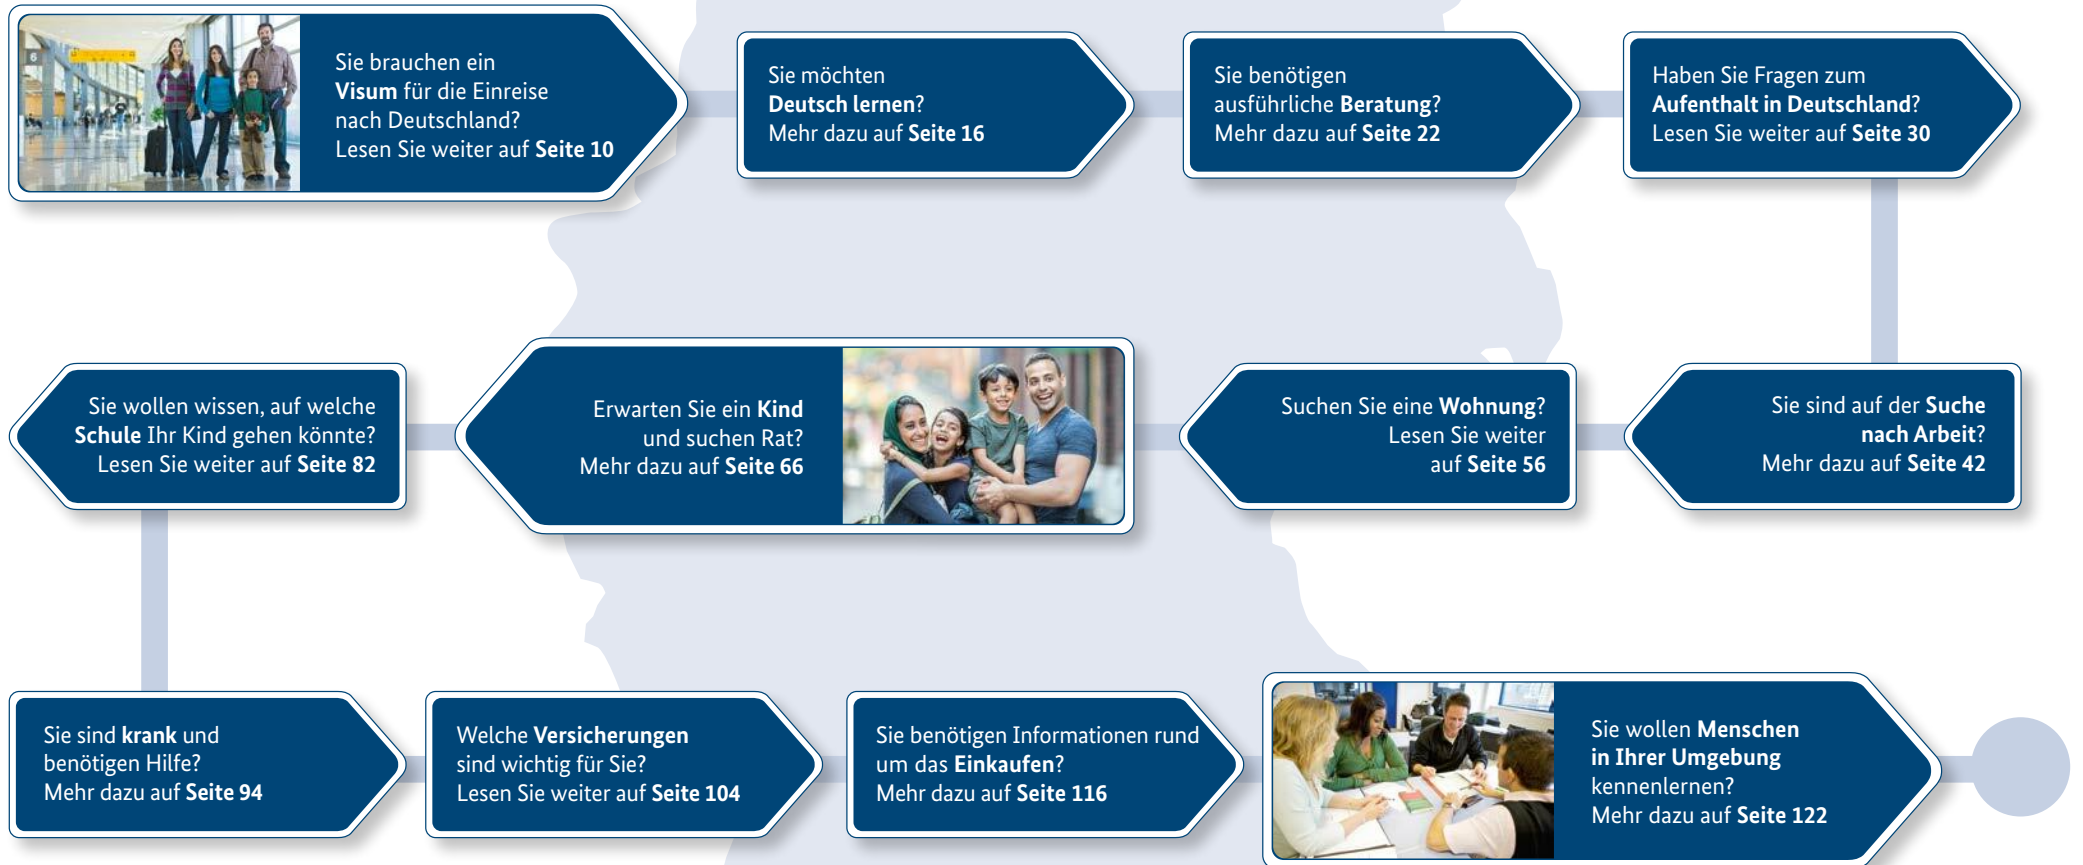 Sie brauchen ein
Visum für die Einreise
nach Deutschland?
Lesen Sie weiter auf Seite 10
Sie möchten
Deutsch lernen?
Mehr dazu auf Seite 16
Sie benötigen
ausführliche Beratung?
Mehr dazu auf Seite 22
Haben Sie Fragen zum
Aufenthalt in Deutschland?
Lesen Sie weiter auf Seite 30
Sie sind auf der Suche
nach Arbeit?
Mehr dazu auf Seite 42
Suchen Sie eine Wohnung?
Lesen Sie weiter
auf Seite 56
Erwarten Sie ein Kind
und suchen Rat?
Mehr dazu auf Seite 66
Sie wollen wissen, auf welche
Schule Ihr Kind gehen könnte?
Lesen Sie weiter auf Seite 82
Sie sind krank und
benötigen Hilfe?
Mehr dazu auf Seite 94
Welche Versicherungen
sind wichtig für Sie?
Lesen Sie weiter auf Seite 104
Sie benötigen Informationen rund
um das Einkaufen?
Mehr dazu auf Seite 116
Sie wollen Menschen
in Ihrer Umgebung
kennenlernen?
Mehr dazu auf Seite 122